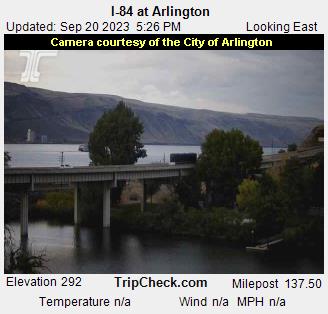 I-84 at Arlington
Updated: Sep 20 2023 5:26 PM Looking East
Camera courtesy of the City of Arlington
Elevation 292 TripCheck.com Milepost 137.50
Temperature n/a Wind n/a MPH n/a